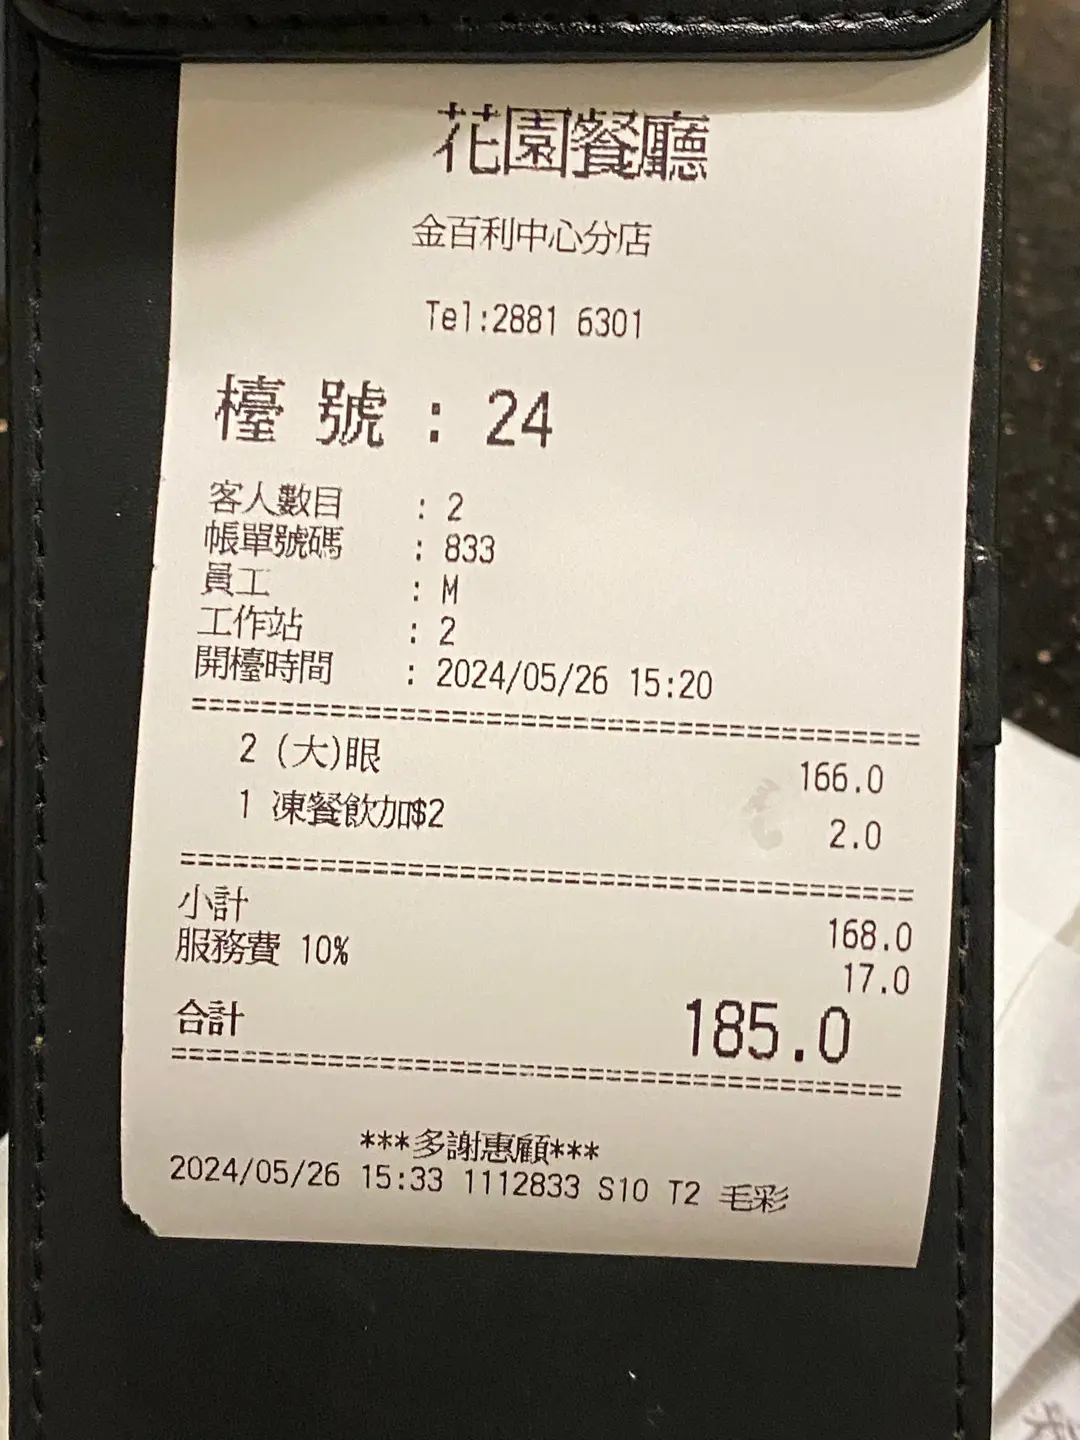 花園餐廳
金百利中心分店
Tel:2881 6301
檯 號 : 24
客人數目 : 2
帳單號碼 : 833
員工 : M
工作站 : 2
開檯時間 : 2024/05/26 15:20
2 (大)眼 166.0
1 凍餐飲加$2 2.0
小計 168.0
服務費 10% 17.0
合計 185.0
***多謝惠顧***
2024/05/26 15:33 1112833 S10 T2 毛彩